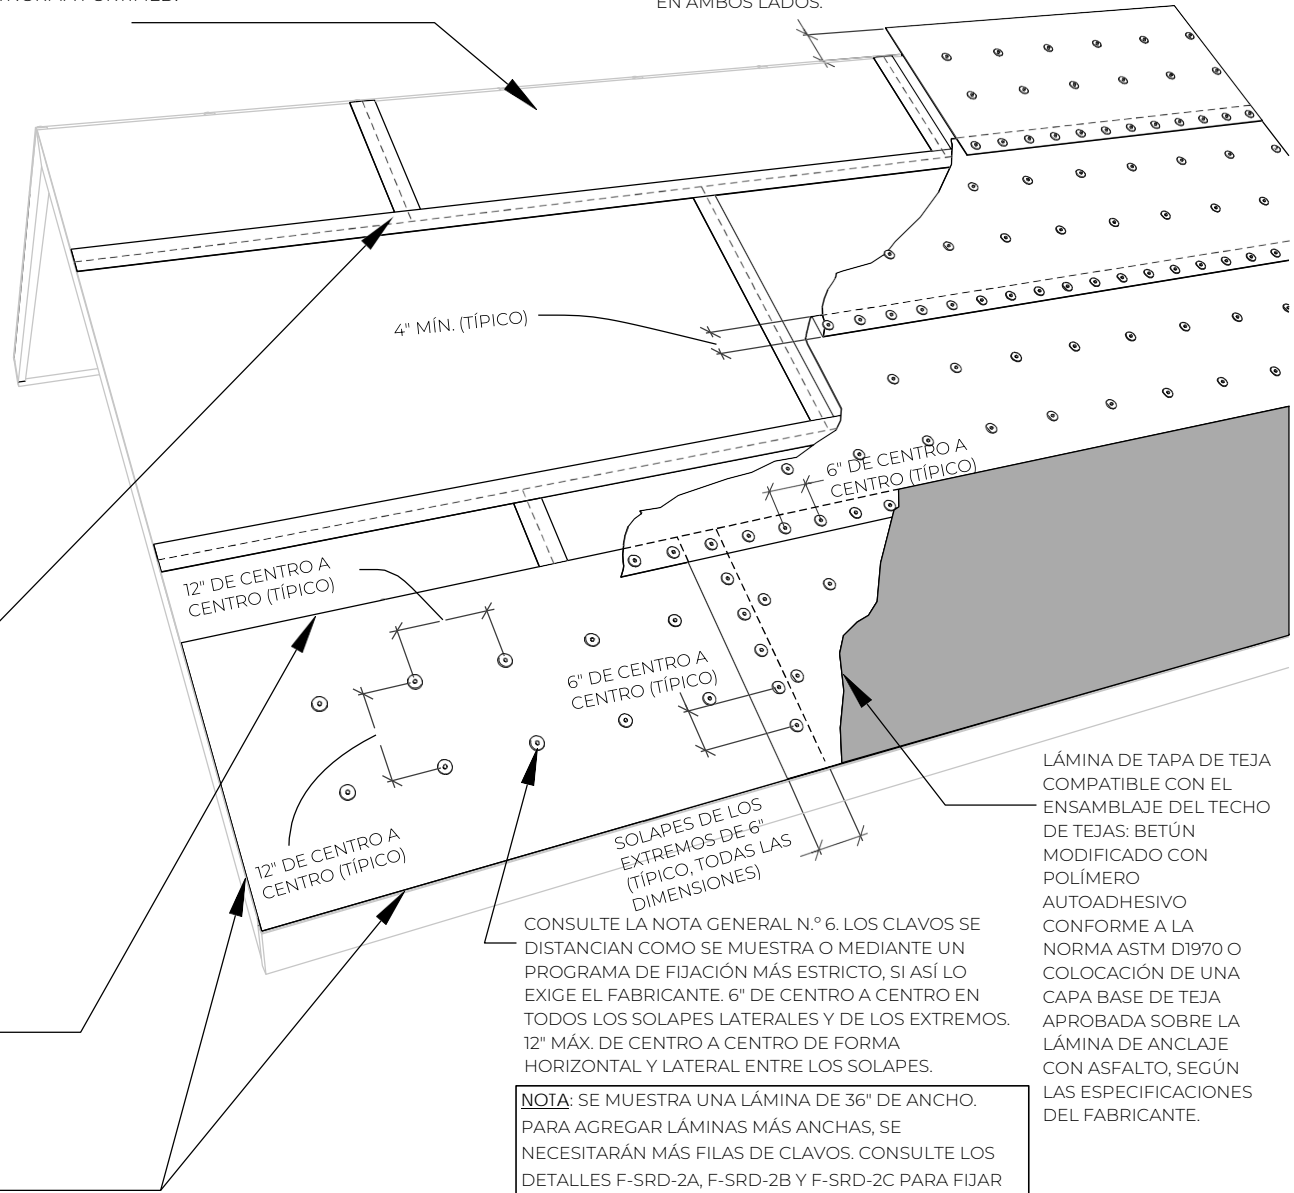 EN AMBOS LADOS.
4" MÍN. (TÍPICO)
6" DE CENTRO A
CENTRO (TÍPICO)
12" DE CENTRO A
CENTRO (TÍPICO)
6" DE CENTRO A
CENTRO (TÍPICO)
12" DE CENTRO A
CENTRO (TÍPICO)
SOLAPES DE LOS
EXTREMOS DE 6"
(TÍPICO, TODAS LAS
DIMENSIONES)
LÁMINA DE TAPA DE TEJA
COMPATIBLE CON EL
ENSAMBLAJE DEL TECHO
DE TEJAS: BETÚN
MODIFICADO CON
POLÍMERO
AUTOADHESIVO
CONFORME A LA
NORMA ASTM D1970 O
COLOCACIÓN DE UNA
CAPA BASE DE TEJA
APROBADA SOBRE LA
LÁMINA DE ANCLAJE
CON ASFALTO, SEGÚN
LAS ESPECIFICACIONES
DEL FABRICANTE.
CONSULTE LA NOTA GENERAL N.º 6. LOS CLAVOS SE
DISTANCIAN COMO SE MUESTRA O MEDIANTE UN
PROGRAMA DE FIJACIÓN MÁS ESTRICTO, SI ASÍ LO
EXIGE EL FABRICANTE. 6" DE CENTRO A CENTRO EN
TODOS LOS SOLAPES LATERALES Y DE LOS EXTREMOS.
12" MÁX. DE CENTRO A CENTRO DE FORMA
HORIZONTAL Y LATERAL ENTRE LOS SOLAPES.
NOTA: SE MUESTRA UNA LÁMINA DE 36" DE ANCHO.
PARA AGREGAR LÁMINAS MÁS ANCHAS, SE
NECESITARÁN MÁS FILAS DE CLAVOS. CONSULTE LOS
DETALLES F-SRD-2A, F-SRD-2B Y F-SRD-2C PARA FIJAR